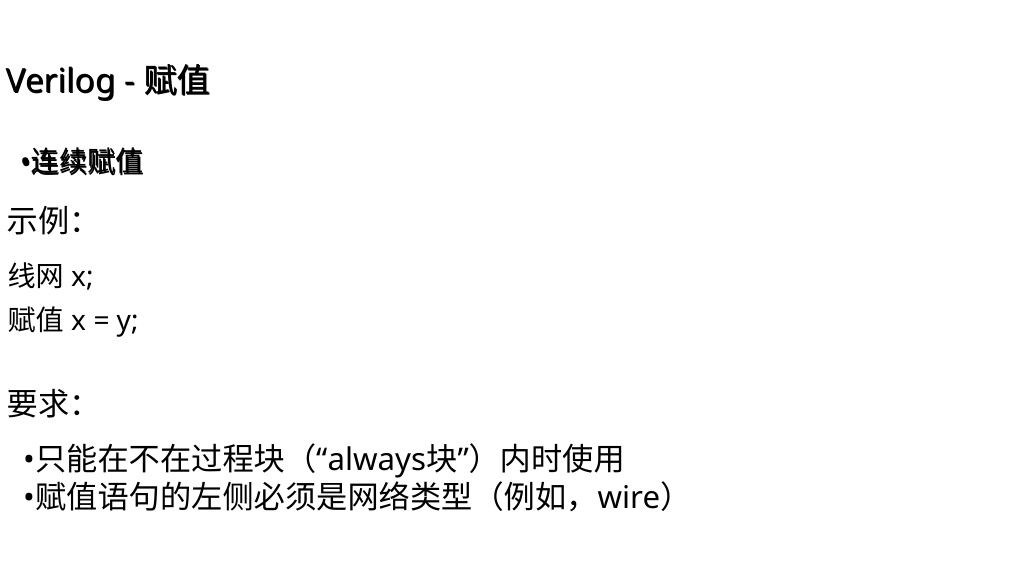 Verilog - 赋值
•连续赋值
示例：
线网 x;
赋值 x = y;
要求：
•只能在不在过程块（“always块”）内时使用
•赋值语句的左侧必须是网络类型（例如，wire）